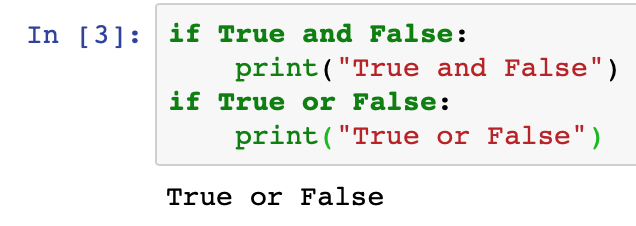 In [3]: if True and False:
    print("True and False")
if True or False:
    print("True or False")
True or False